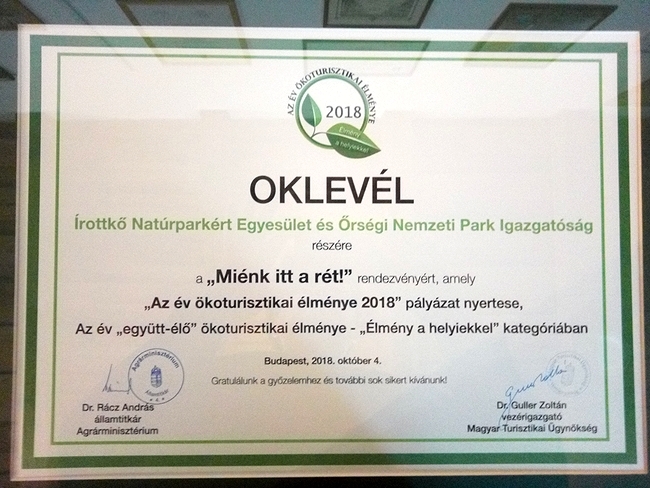 AZ ÉV ÖKOTURISZTIKAI ÉLMÉNYE
2018
Élmény
a helyiekkel
OKLEVÉL
Írottkő Natúrparkért Egyesület és Őrségi Nemzeti Park Igazgatóság
részére
a „Miénk itt a rét!” rendezvényért, amely
„Az év ökoturisztikai élménye 2018” pályázat nyertese,
Az év „együtt-élő” ökoturisztikai élménye - „Élmény a helyiekkel” kategóriában
Budapest, 2018. október 4.
Gratulálunk a győzelemhez és további sok sikert kívánunk!
Agrárminisztérium
Dr. Rácz András
államtitkár
Agrárminisztérium
Dr. Guller Zoltán
vezérigazgató
Magyar Turisztikai Ügynökség